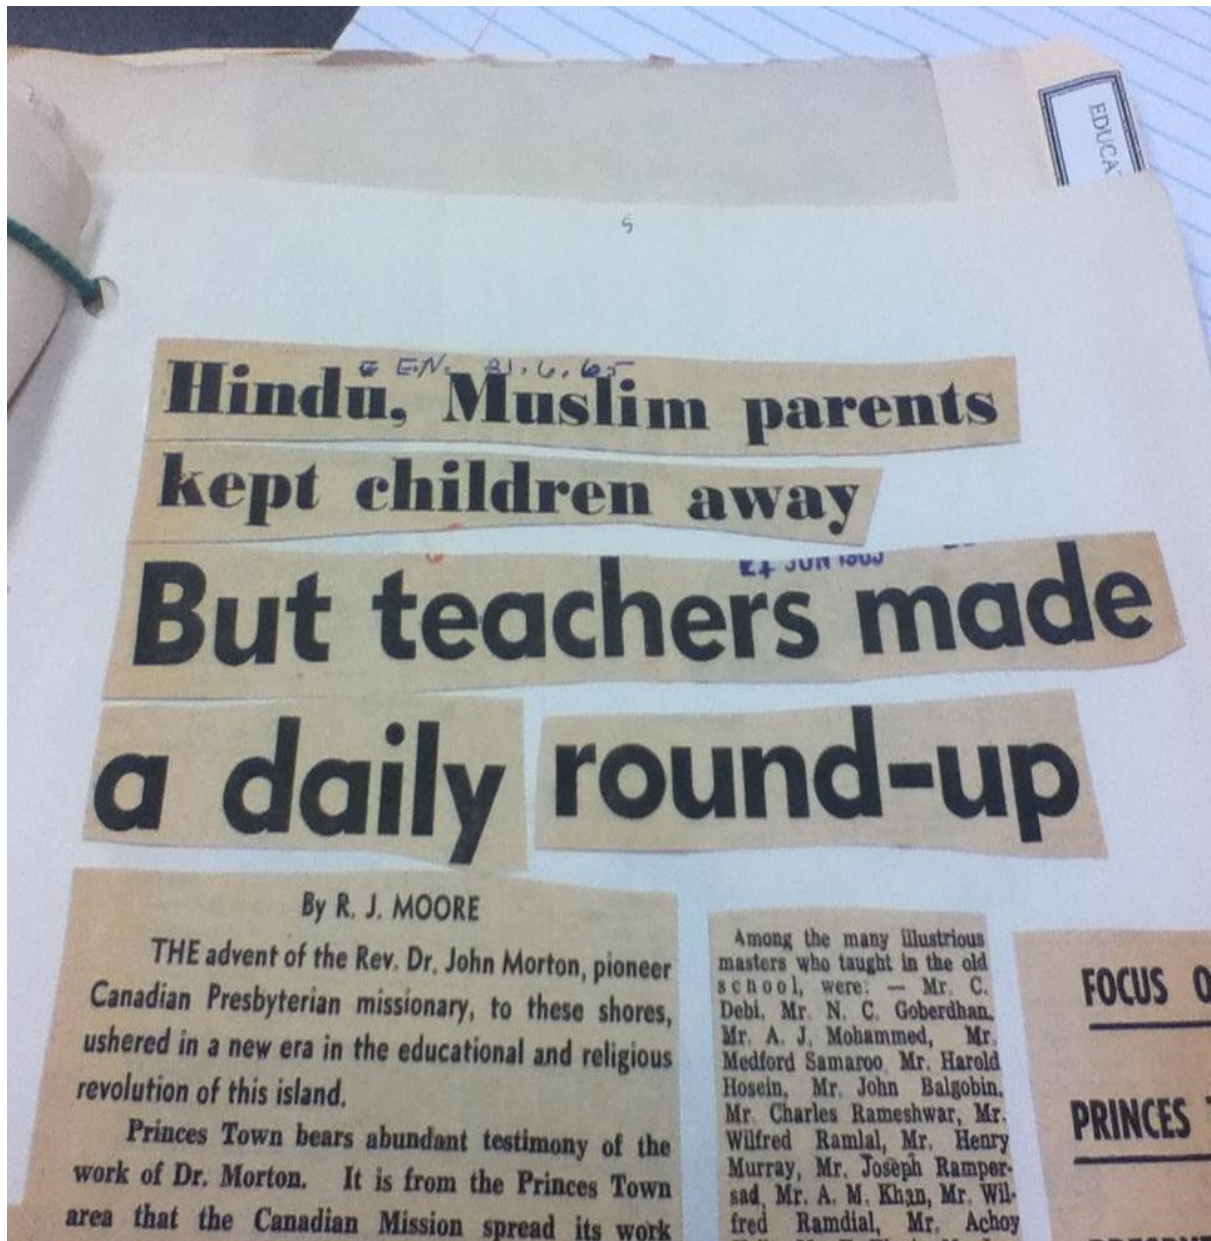 EDUCA
5
E.N. 21.6.65
Hindu, Muslim parents
kept children away
JUN 1965
But teachers made
a daily round-up
By R. J. MOORE
THE advent of the Rev. Dr. John Morton, pioneer
Canadian Presbyterian missionary, to these shores,
ushered in a new era in the educational and religious
revolution of this island.
Princes Town bears abundant testimony of the
work of Dr. Morton. It is from the Princes Town
area that the Canadian Mission spread its work
Among the many illustrious
masters who taught in the old
school, were: — Mr. C.
Debi, Mr. N. C. Goberdhan,
Mr. A. J. Mohammed, Mr.
Medford Samaroo, Mr. Harold
Hosein, Mr. John Balgobin,
Mr. Charles Rameshwar, Mr.
Wilfred Ramlal, Mr. Henry
Murray, Mr. Joseph Ramper-
sad, Mr. A. M. Khan, Mr. Wil-
fred Ramdial, Mr. Achoy
FOCUS O
PRINCES T